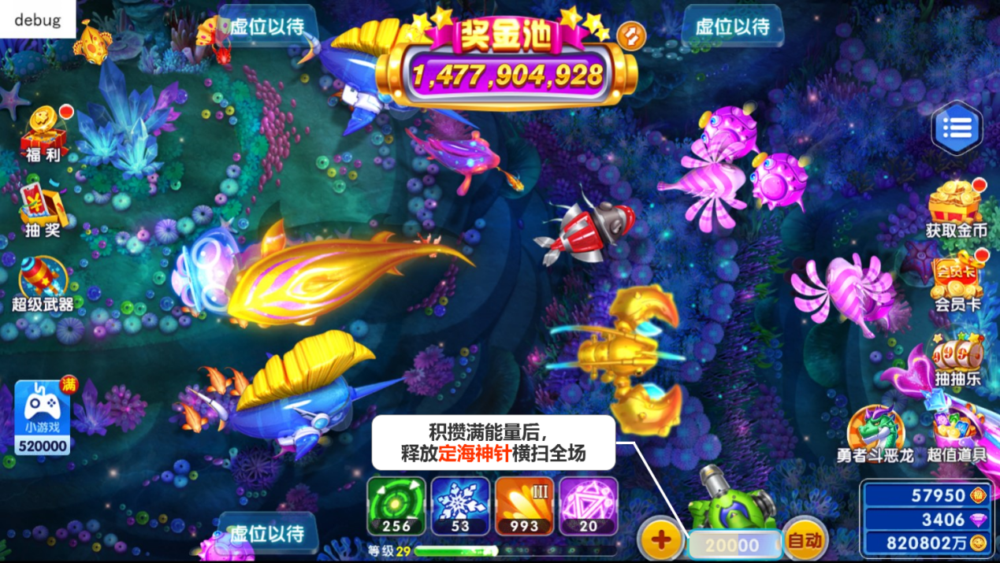 debug
虚位以待
奖金池
虚位以待
1,477,904,928
福利
抽奖
超级武器
获取金币
会员卡
会员卡
999
抽抽乐
满
小游戏
520000
勇者斗恶龙
超值道具
积攒满能量后，
释放定海神针横扫全场
256
53
III
993
20
57950
3406
820802万
虚位以待
等级29
20000
自动